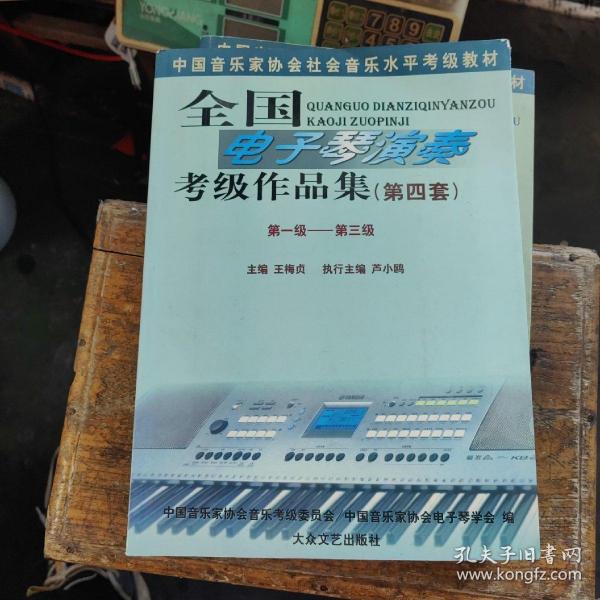 YONGGUANG
789
中国音乐家协会社会音乐水平考级教材
材
全国
QUANGUO DIANZIQINYANZOU
KAOJI ZUOPINJI
电子琴演奏
考级作品集(第四套)
第一级——第三级
主编 王梅贞 执行主编 芦小鸥
YAMAHA
中国音乐家协会音乐考级委员会/中国音乐家协会电子琴学会 编
大众文艺出版社
孔夫子旧书网
www.kongfz.com